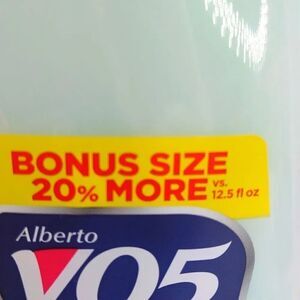 BONUS SIZE
20% MORE vs. 12.5 fl oz
Alberto
VO5